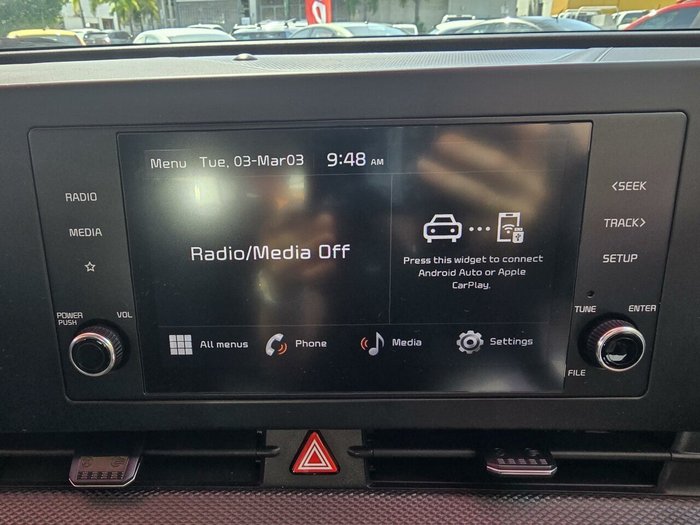 Menu Tue, 03-Mar03 9:48 AM
RADIO
MEDIA
POWER
PUSH
VOL
Radio/Media Off
Press this widget to connect
Android Auto or Apple
CarPlay.
All menus
Phone
Media
Settings
<SEEK
TRACK>
SETUP
TUNE
ENTER
FILE